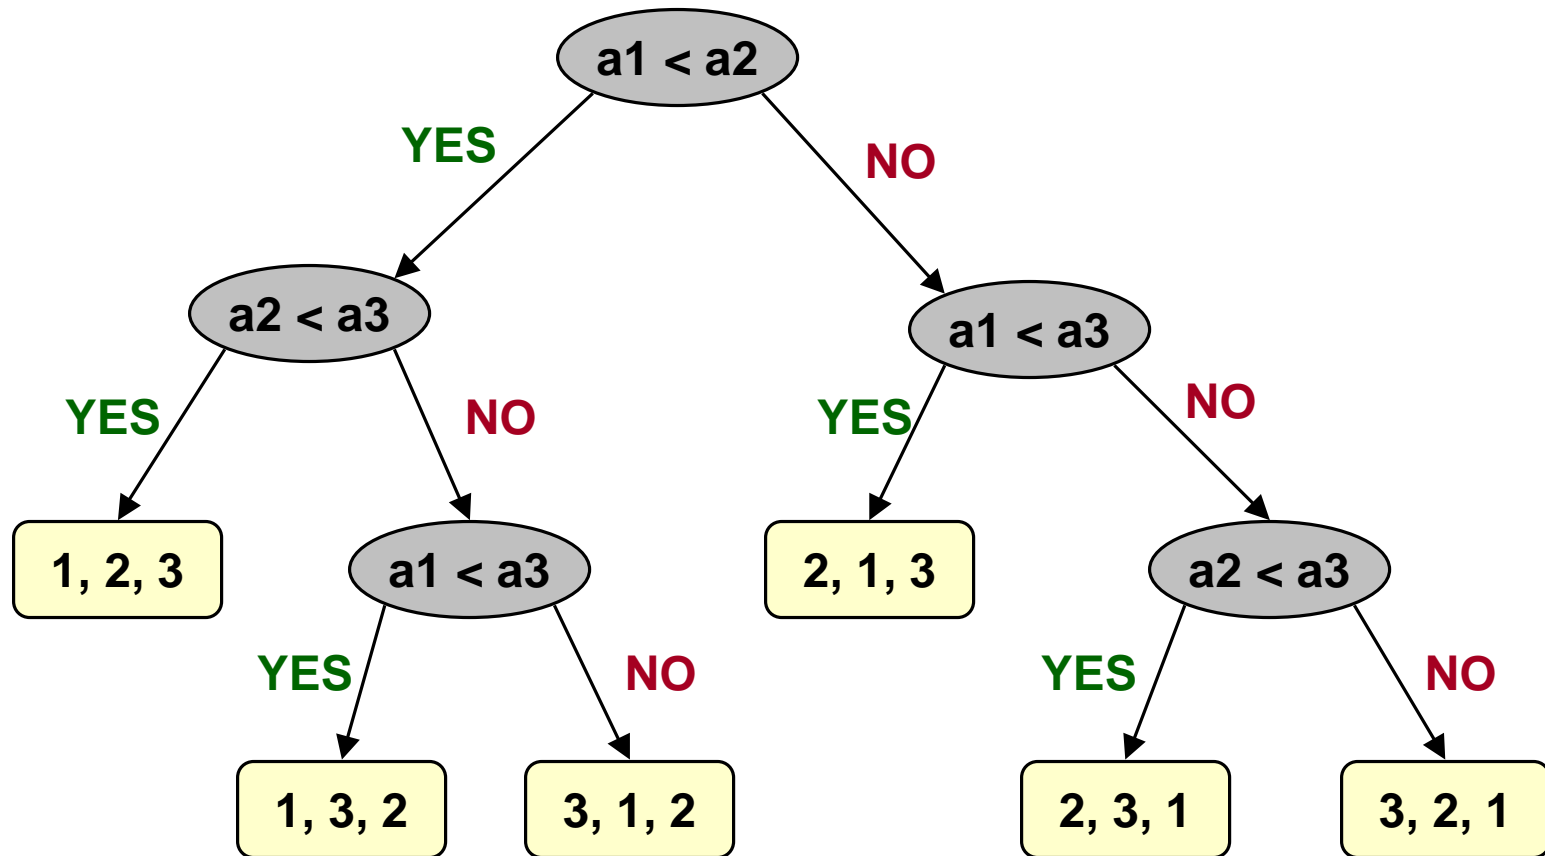 a1 < a2
YES
NO
a2 < a3
a1 < a3
YES
NO
YES
NO
1, 2, 3
a1 < a3
2, 1, 3
a2 < a3
YES
NO
YES
NO
1, 3, 2
3, 1, 2
2, 3, 1
3, 2, 1